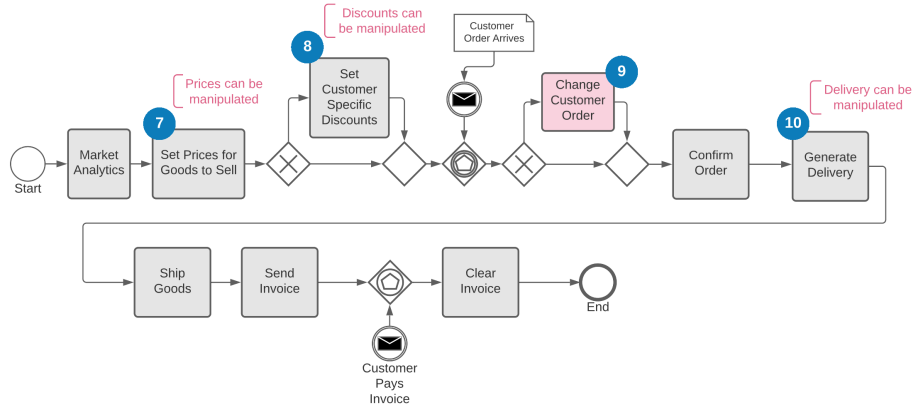 Discounts can
be manipulated
Customer
Order Arrives
8
9
Prices can be
manipulated
Set
Customer
Specific
Discounts
Change
Customer
Order
Delivery can be
manipulated
7
10
Start
Market
Analytics
Set Prices for
Goods to Sell
Confirm
Order
Generate
Delivery
Ship
Goods
Send
Invoice
Clear
Invoice
End
Customer
Pays
Invoice